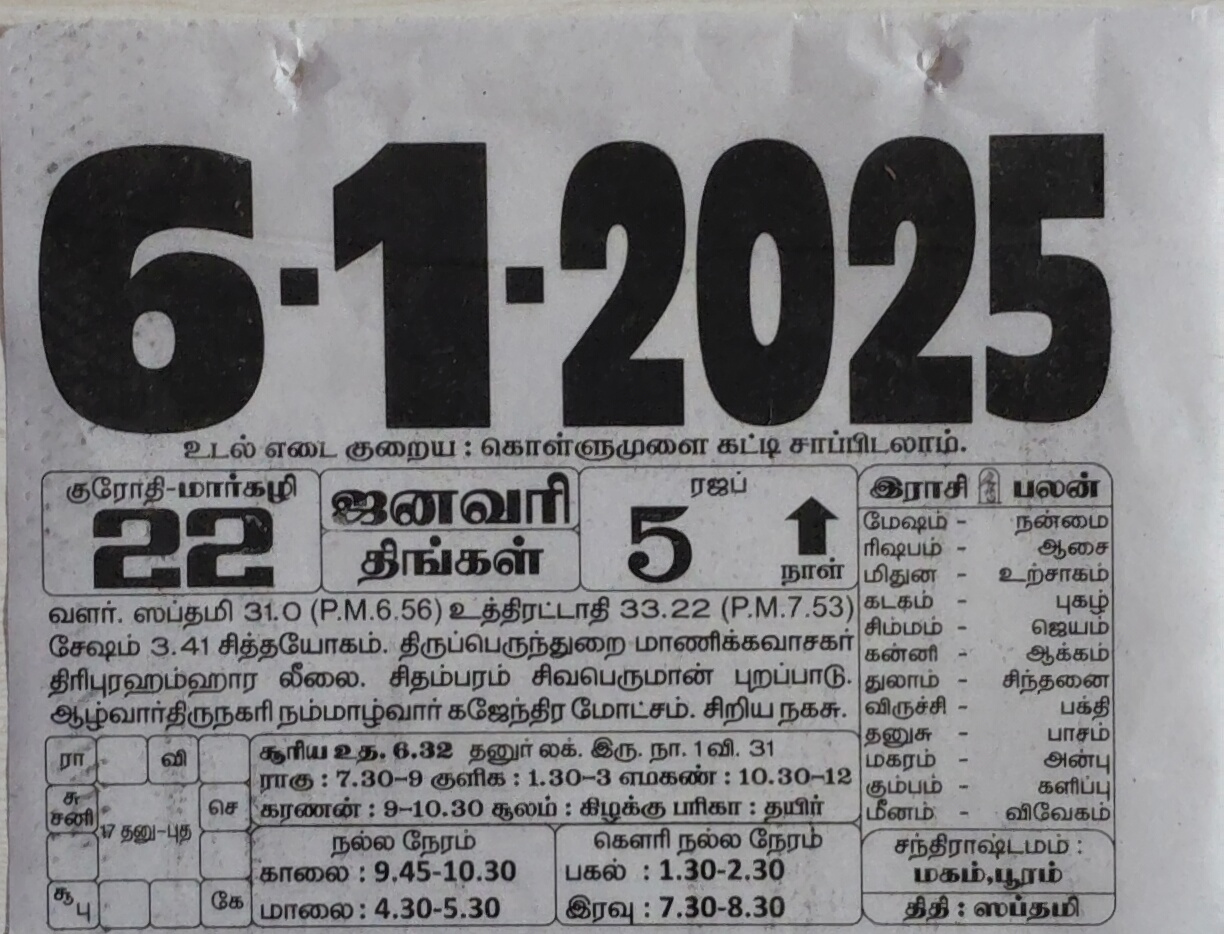 6·1·2025
உடல் எடை குறைய : கொள்ளுமுளை கட்டி சாப்பிடலாம்.
குரோதி-மார்கழி
22
ஜனவரி
திங்கள்
ரஜப்
5
நாள்
வளர். ஸப்தமி 31.0 (P.M.6.56) உத்திரட்டாதி 33.22 (P.M.7.53)
சேஷம் 3.41 சித்தயோகம். திருப்பெருந்துறை மாணிக்கவாசகர்
திரிபுரஹம்ஹார லீலை. சிதம்பரம் சிவபெருமான் புறப்பாடு.
ஆழ்வார்திருநகரி நம்மாழ்வார் கஜேந்திர மோட்சம். சிறிய நகசு.
இராசி பலன்
மேஷம் - நன்மை
ரிஷபம் - ஆசை
மிதுன - உற்சாகம்
கடகம் - புகழ்
சிம்மம் - ஜெயம்
கன்னி - ஆக்கம்
துலாம் - சிந்தனை
விருச்சி - பக்தி
தனுசு - பாசம்
மகரம் - அன்பு
கும்பம் - களிப்பு
மீனம் - விவேகம்
ரா வி
சு சனி
செ
17 தனு-புத
சூ பு
கே
சூரிய உத. 6.32 தனுர் லக். இரு. நா. 1 வி. 31
ராகு : 7.30-9 குளிக : 1.30-3 எமகண் : 10.30-12
கரணன் : 9-10.30 சூலம் : கிழக்கு பரிகா : தயிர்
நல்ல நேரம்
காலை : 9.45-10.30
மாலை : 4.30-5.30
கௌரி நல்ல நேரம்
பகல் : 1.30-2.30
இரவு : 7.30-8.30
சந்திராஷ்டமம் :
மகம்,பூரம்
திதி : ஸப்தமி